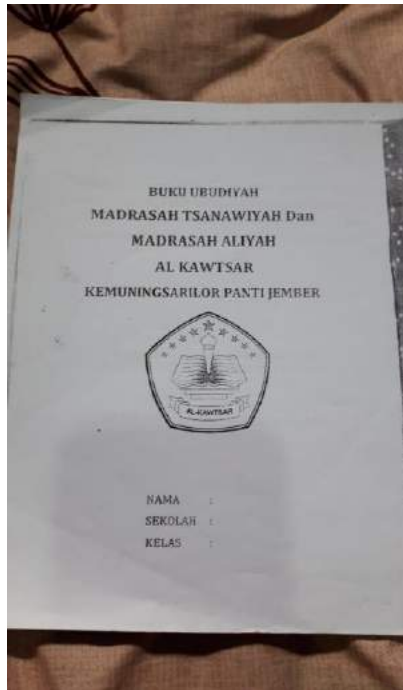 BUKU UBUDIYAH
MADRASAH TSANAWIYAH Dan
MADRASAH ALIYAH
AL KAWTSAR
KEMUNINGSARILOR PANTI JEMBER
AL-KAWTSAR
NAMA :
SEKOLAH :
KELAS :